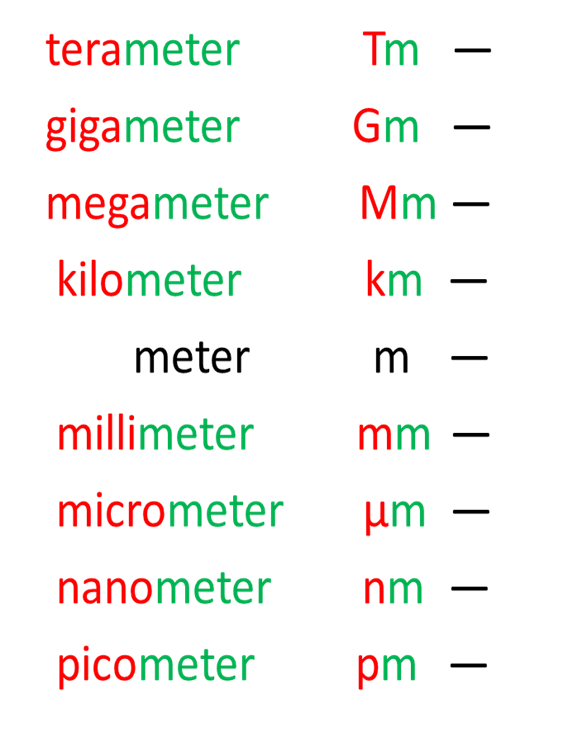 terameter Tm —
gigameter Gm —
megameter Mm —
kilometer km —
meter m —
millimeter mm —
micrometer µm —
nanometer nm —
picometer pm —